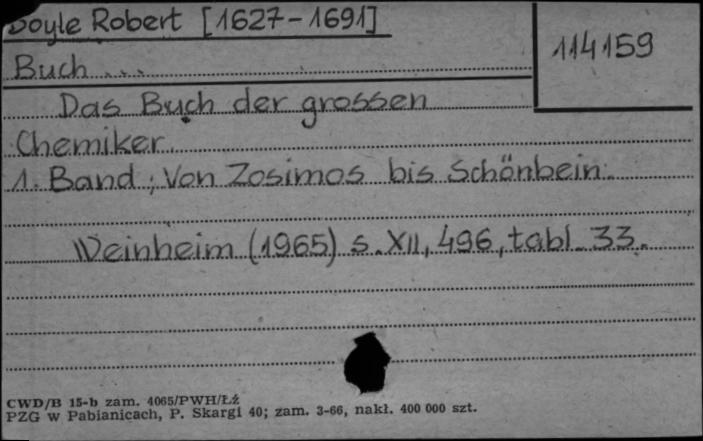 Boyle Robert [1627-1691]
114159
Buch...
Das Buch der grossen
Chemiker.
1. Band; Von Zosimos bis Schönbein.
Weinheim (1965) s. XII, 496, tabl. 33.
CWD/B 15-b zam. 4065/PWH/Łź
PZG w Pabianicach, P. Skargi 40; zam. 3-66, nakł. 400 000 szt.